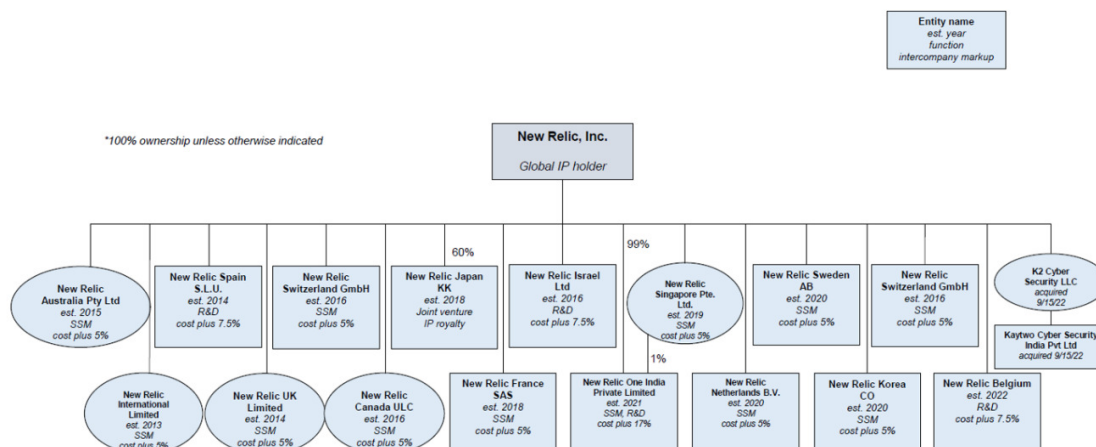 Entity name
est. year
function
intercompany markup
*100% ownership unless otherwise indicated
New Relic, Inc.
Global IP holder
60%
99%
New Relic
Australia Pty Ltd
est. 2015
SSM
cost plus 5%
New Relic Spain
S.L.U.
est. 2014
R&D
cost plus 7.5%
New Relic
Switzerland GmbH
est. 2016
SSM
cost plus 5%
New Relic Japan
KK
est. 2018
Joint venture
IP royalty
New Relic Israel
Ltd
est. 2016
R&D
cost plus 7.5%
New Relic
Singapore Pte.
Ltd.
est. 2019
SSM
cost plus 5%
New Relic Sweden
AB
est. 2020
SSM
cost plus 5%
New Relic
Switzerland GmbH
est. 2016
SSM
cost plus 5%
K2 Cyber
Security LLC
acquired
9/15/22
Kaytwo Cyber Security
India Pvt Ltd
acquired 9/15/22
1%
New Relic
International
Limited
est. 2013
SSM
cost plus 5%
New Relic UK
Limited
est. 2014
SSM
cost plus 5%
New Relic
Canada ULC
est. 2016
SSM
cost plus 5%
New Relic France
SAS
est. 2018
SSM
cost plus 5%
New Relic One India
Private Limited
est. 2021
SSM, R&D
cost plus 17%
New Relic
Netherlands B.V.
est. 2020
SSM
cost plus 5%
New Relic Korea
CO
est. 2020
SSM
cost plus 5%
New Relic Belgium
est. 2022
R&D
cost plus 7.5%